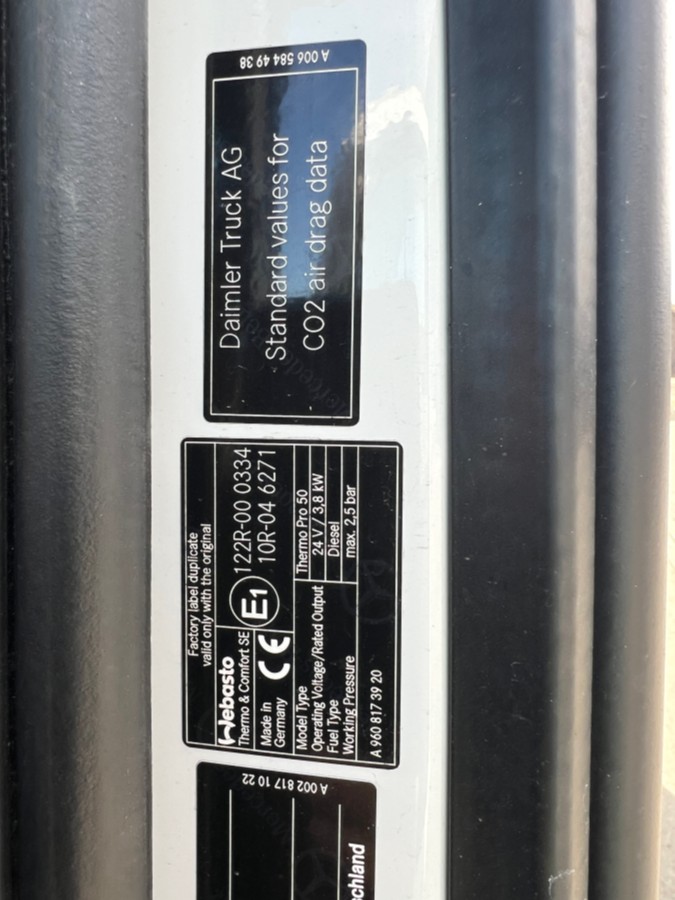 A 006 584 49 38
Daimler Truck AG
Standard values for
CO2 air drag data
Factory label duplicate
valid only with the original
Webasto
Thermo & Comfort SE
Made in
Germany
CE
E1
122R-00 0334
10R-04 6271
Model Type Thermo Pro 50
Operating Voltage/Rated Output 24 V / 3,8 kW
Fuel Type Diesel
Working Pressure max. 2,5 bar
A 960 817 39 20
A 002 817 10 22
schland